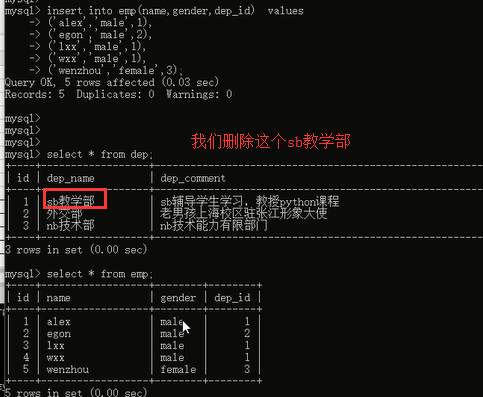 mysql>
mysql> insert into emp(name,gender,dep_id)  values
    -> ('alex','male',1),
    -> ('egon','male',2),
    -> ('lxx','male',1),
    -> ('wxx','male',1),
    -> ('wenzhou','female',3);
Query OK, 5 rows affected (0.03 sec)
Records: 5  Duplicates: 0  Warnings: 0
mysql>
mysql>
mysql>
我们删除这个sb教学部
mysql> select * from dep;
| id | dep_name | dep_comment
| 1 | sb教学部 | sb辅导学生学习，教授python课程
| 2 | 外交部 | 老男孩上海校区驻张江形象大使
| 3 | nb技术部 | nb技术能力有限部门
3 rows in set (0.00 sec)
mysql> select * from emp;
| id | name | gender | dep_id |
| 1 | alex | male | 1 |
| 2 | egon | male | 2 |
| 3 | lxx | male | 1 |
| 4 | wxx | male | 1 |
| 5 | wenzhou | female | 3 |
5 rows in set (0.00 sec)